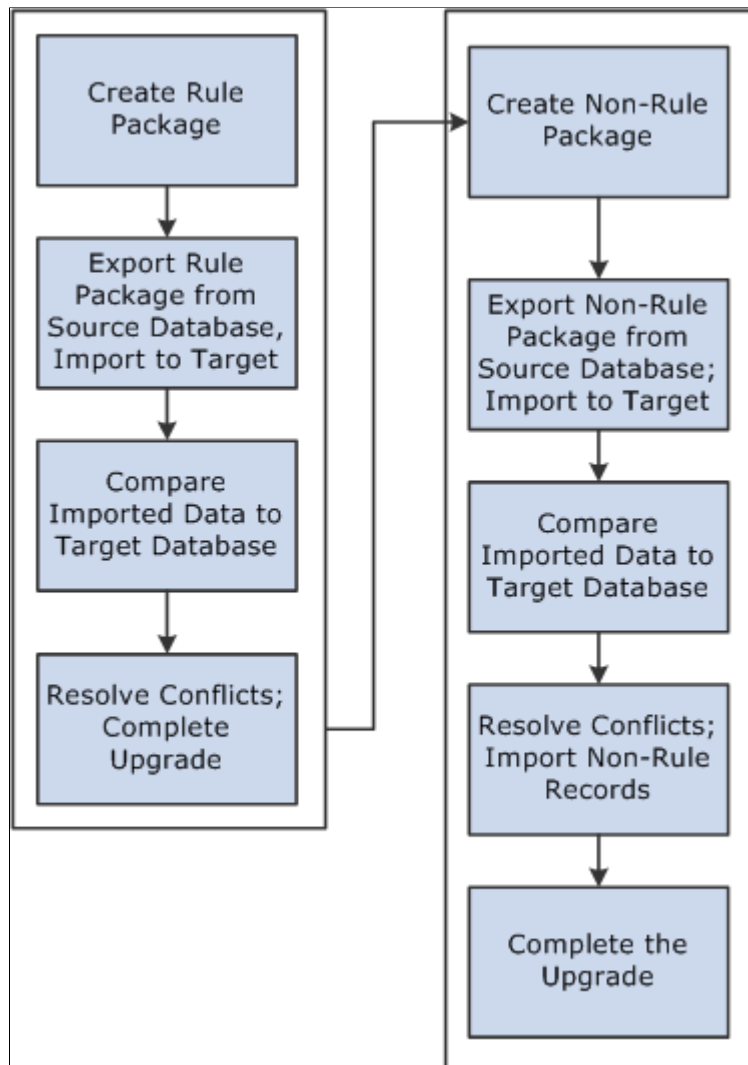 Create Rule
Package
Export Rule
Package from
Source Database,
Import to Target
Compare
Imported Data to
Target Database
Resolve Conflicts;
Complete
Upgrade
Create Non-Rule
Package
Export Non-Rule
Package from
Source Database;
Import to Target
Compare
Imported Data to
Target Database
Resolve Conflicts;
Import Non-Rule
Records
Complete the
Upgrade